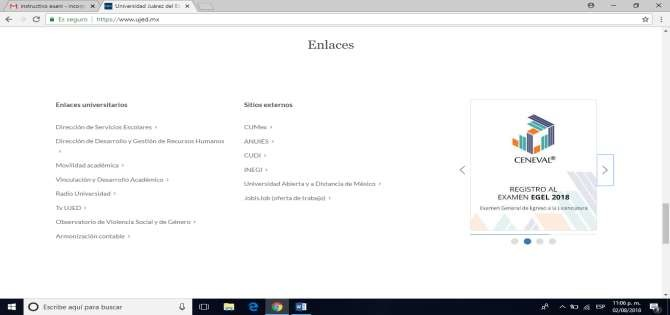 instructivo exani - incorp
Universidad Juárez del Es
Es seguro | https://www.ujed.mx
Enlaces
Enlaces universitarios
Dirección de Servicios Escolares
Dirección de Desarrollo y Gestión de Recursos Humanos
Movilidad académica
Vinculación y Desarrollo Académico
Radio Universidad
Tv UJED
Observatorio de Violencia Social y de Género
Armonización contable
Sitios externos
CUMex
ANUIES
CUDI
INEGI
Universidad Abierta y a Distancia de México
JobisJob (oferta de trabajo)
CENEVAL®
REGISTRO AL
EXAMEN EGEL 2018
Examen General de Egreso a la Licenciatura
Escribe aquí para buscar
ESP
11:06 p. m.
02/08/2018